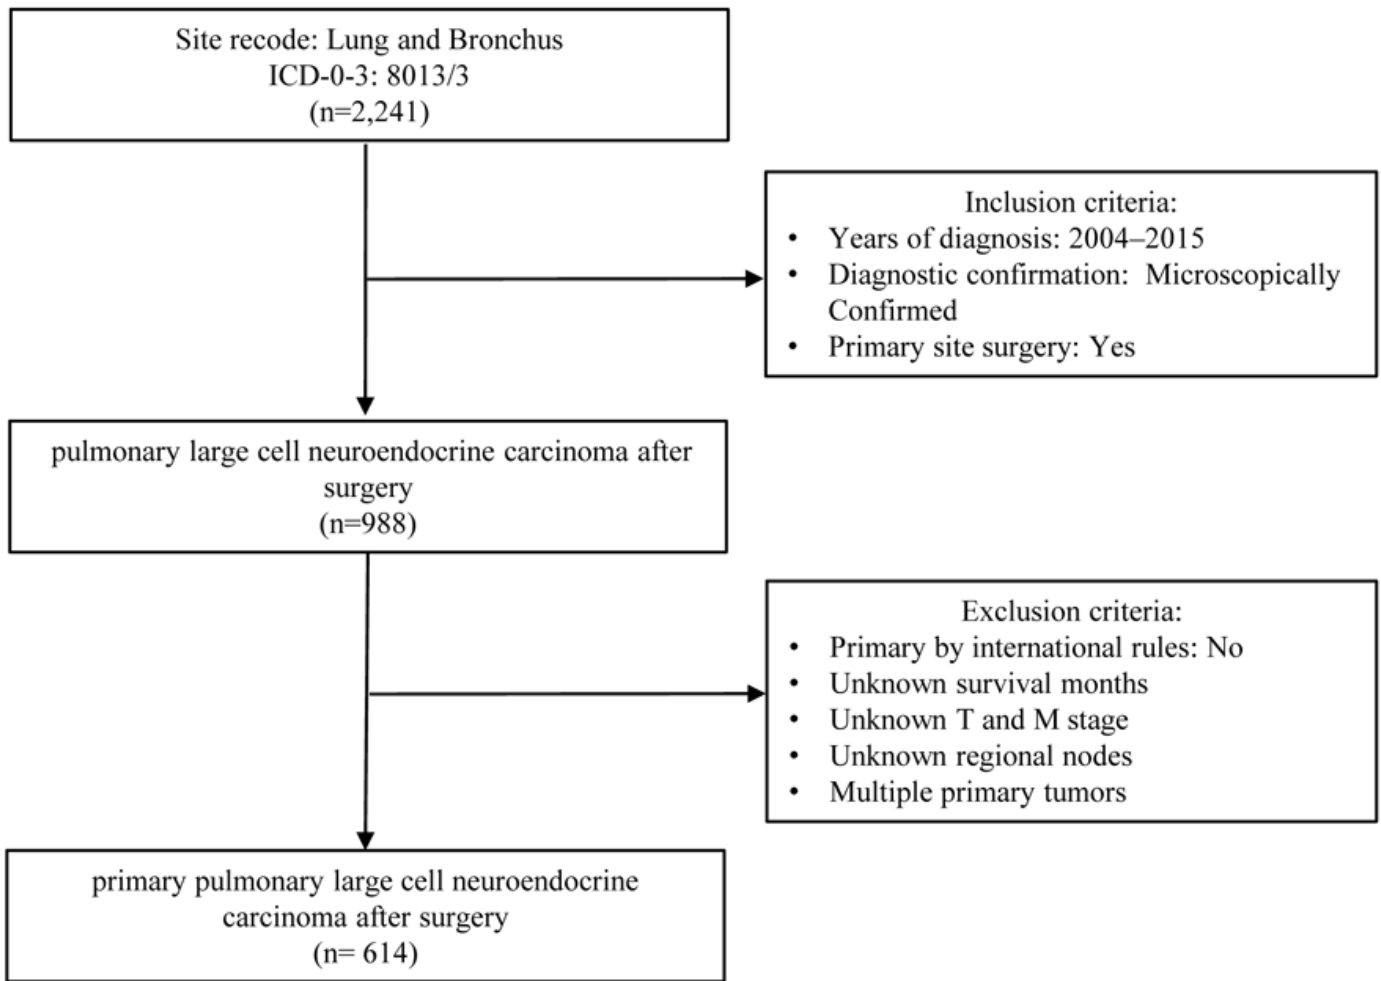 Site recode: Lung and Bronchus
ICD-0-3: 8013/3
(n=2,241)
Inclusion criteria:
• Years of diagnosis: 2004–2015
• Diagnostic confirmation: Microscopically
Confirmed
• Primary site surgery: Yes
pulmonary large cell neuroendocrine carcinoma after
surgery
(n=988)
Exclusion criteria:
• Primary by international rules: No
• Unknown survival months
• Unknown T and M stage
• Unknown regional nodes
• Multiple primary tumors
primary pulmonary large cell neuroendocrine
carcinoma after surgery
(n= 614)